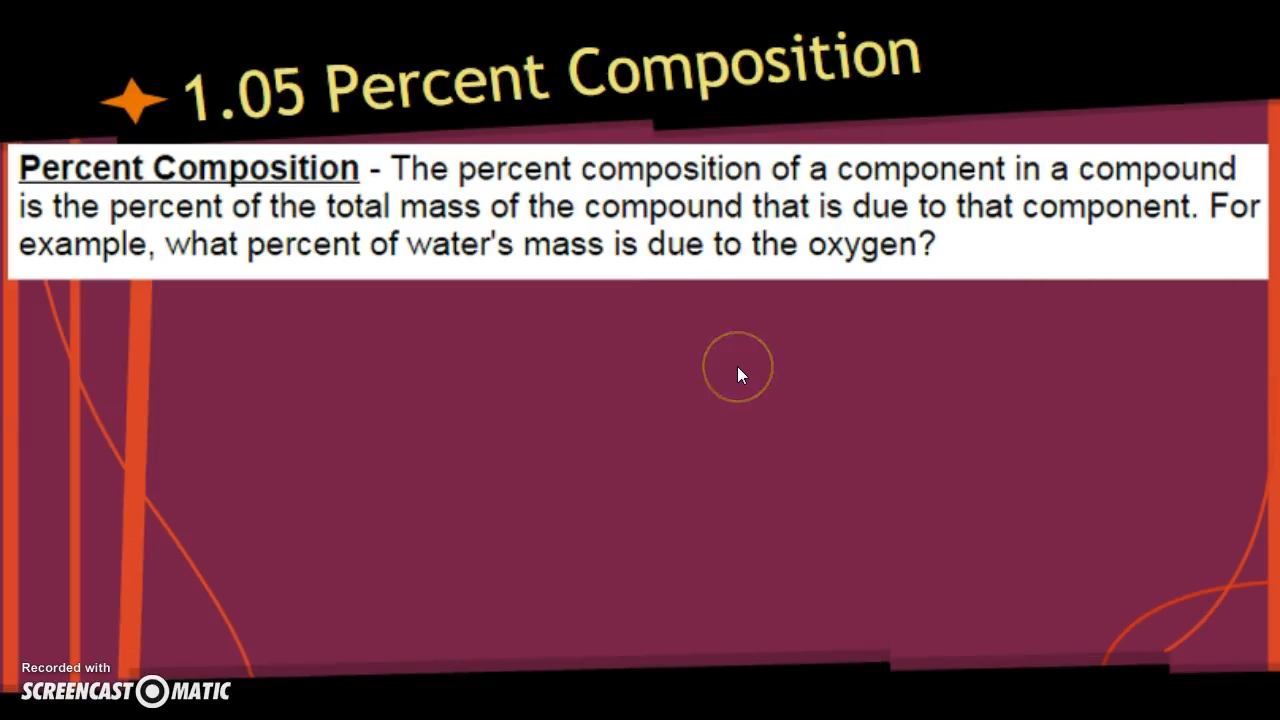 1.05 Percent Composition
Percent Composition - The percent composition of a component in a compound
is the percent of the total mass of the compound that is due to that component. For
example, what percent of water's mass is due to the oxygen?
Recorded with
SCREENCAST MATIC